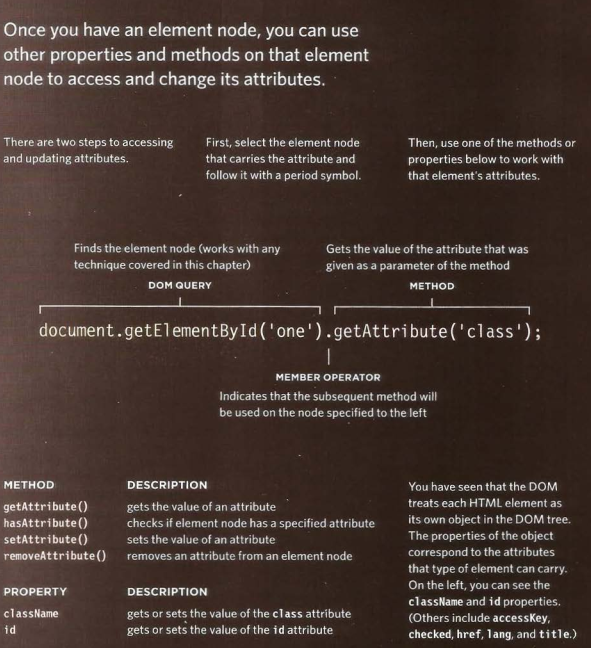 Once you have an element node, you can use
other properties and methods on that element
node to access and change its attributes.
There are two steps to accessing
and updating attributes.
First, select the element node
that carries the attribute and
follow it with a period symbol.
Then, use one of the methods or
properties below to work with
that element's attributes.
Finds the element node (works with any
technique covered in this chapter)
DOM QUERY
Gets the value of the attribute that was
given as a parameter of the method
METHOD
document.getElementById('one').getAttribute('class');
MEMBER OPERATOR
Indicates that the subsequent method will
be used on the node specified to the left
METHOD DESCRIPTION
getAttribute() gets the value of an attribute
hasAttribute() checks if element node has a specified attribute
setAttribute() sets the value of an attribute
removeAttribute() removes an attribute from an element node
PROPERTY DESCRIPTION
className gets or sets the value of the class attribute
id gets or sets the value of the id attribute
You have seen that the DOM
treats each HTML element as
its own object in the DOM tree.
The properties of the object
correspond to the attributes
that type of element can carry.
On the left, you can see the
className and id properties.
(Others include accessKey,
checked, href, lang, and title.)